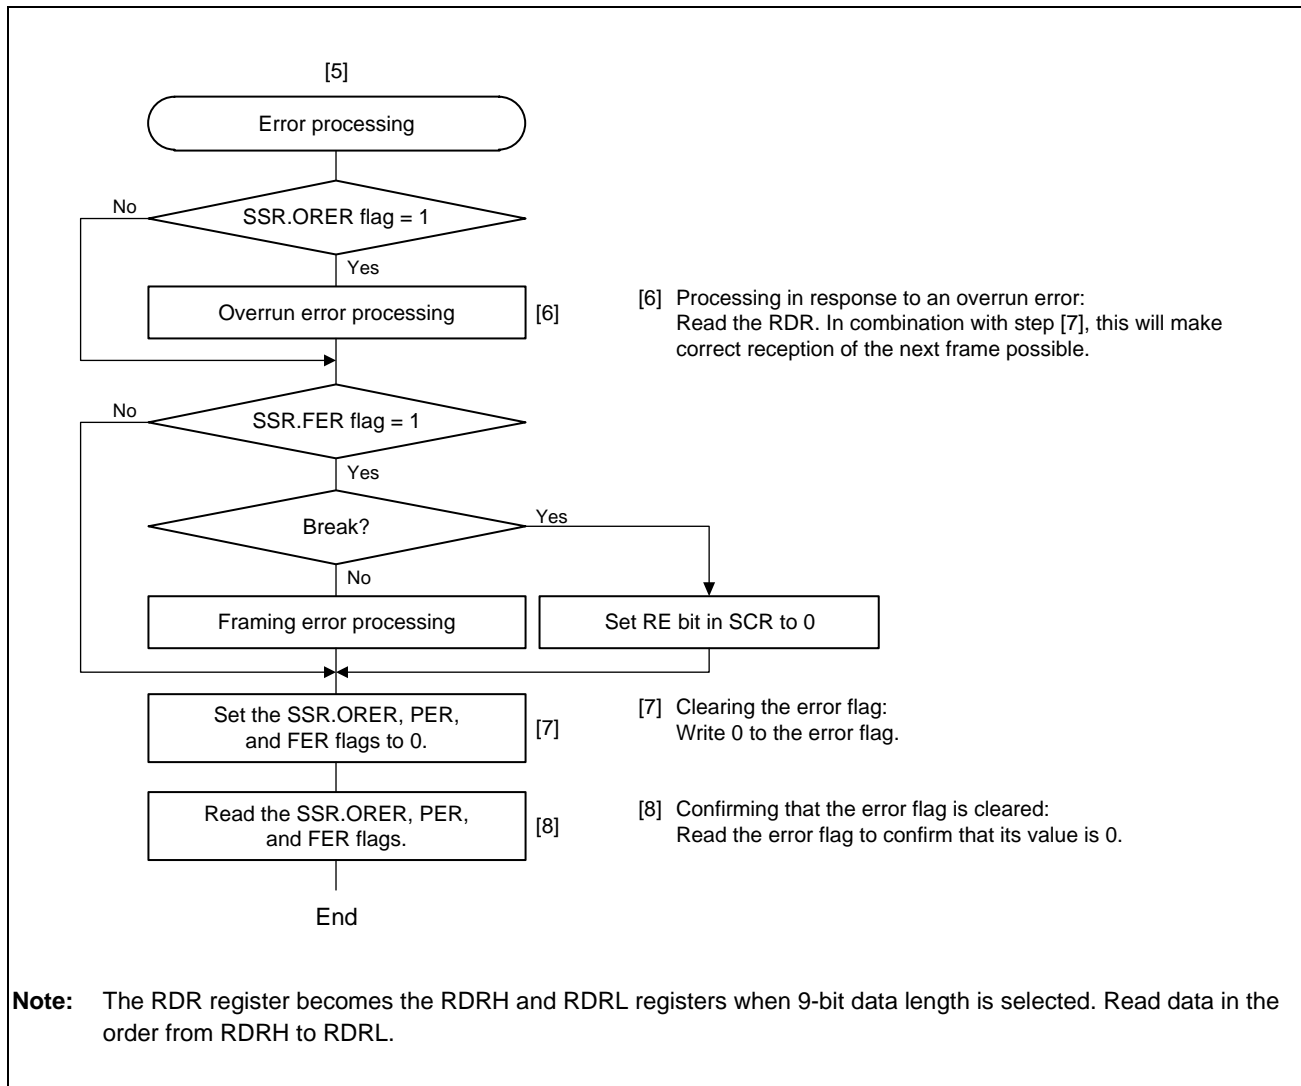 [5]
Error processing
No
SSR.ORER flag = 1
Yes
Overrun error processing
[6]
[6] Processing in response to an overrun error:
Read the RDR. In combination with step [7], this will make
correct reception of the next frame possible.
No
SSR.FER flag = 1
Yes
Break?
Yes
No
Framing error processing
Set RE bit in SCR to 0
Set the SSR.ORER, PER,
and FER flags to 0.
[7]
[7] Clearing the error flag:
Write 0 to the error flag.
Read the SSR.ORER, PER,
and FER flags.
[8]
[8] Confirming that the error flag is cleared:
Read the error flag to confirm that its value is 0.
End
Note: The RDR register becomes the RDRH and RDRL registers when 9-bit data length is selected. Read data in the
order from RDRH to RDRL.